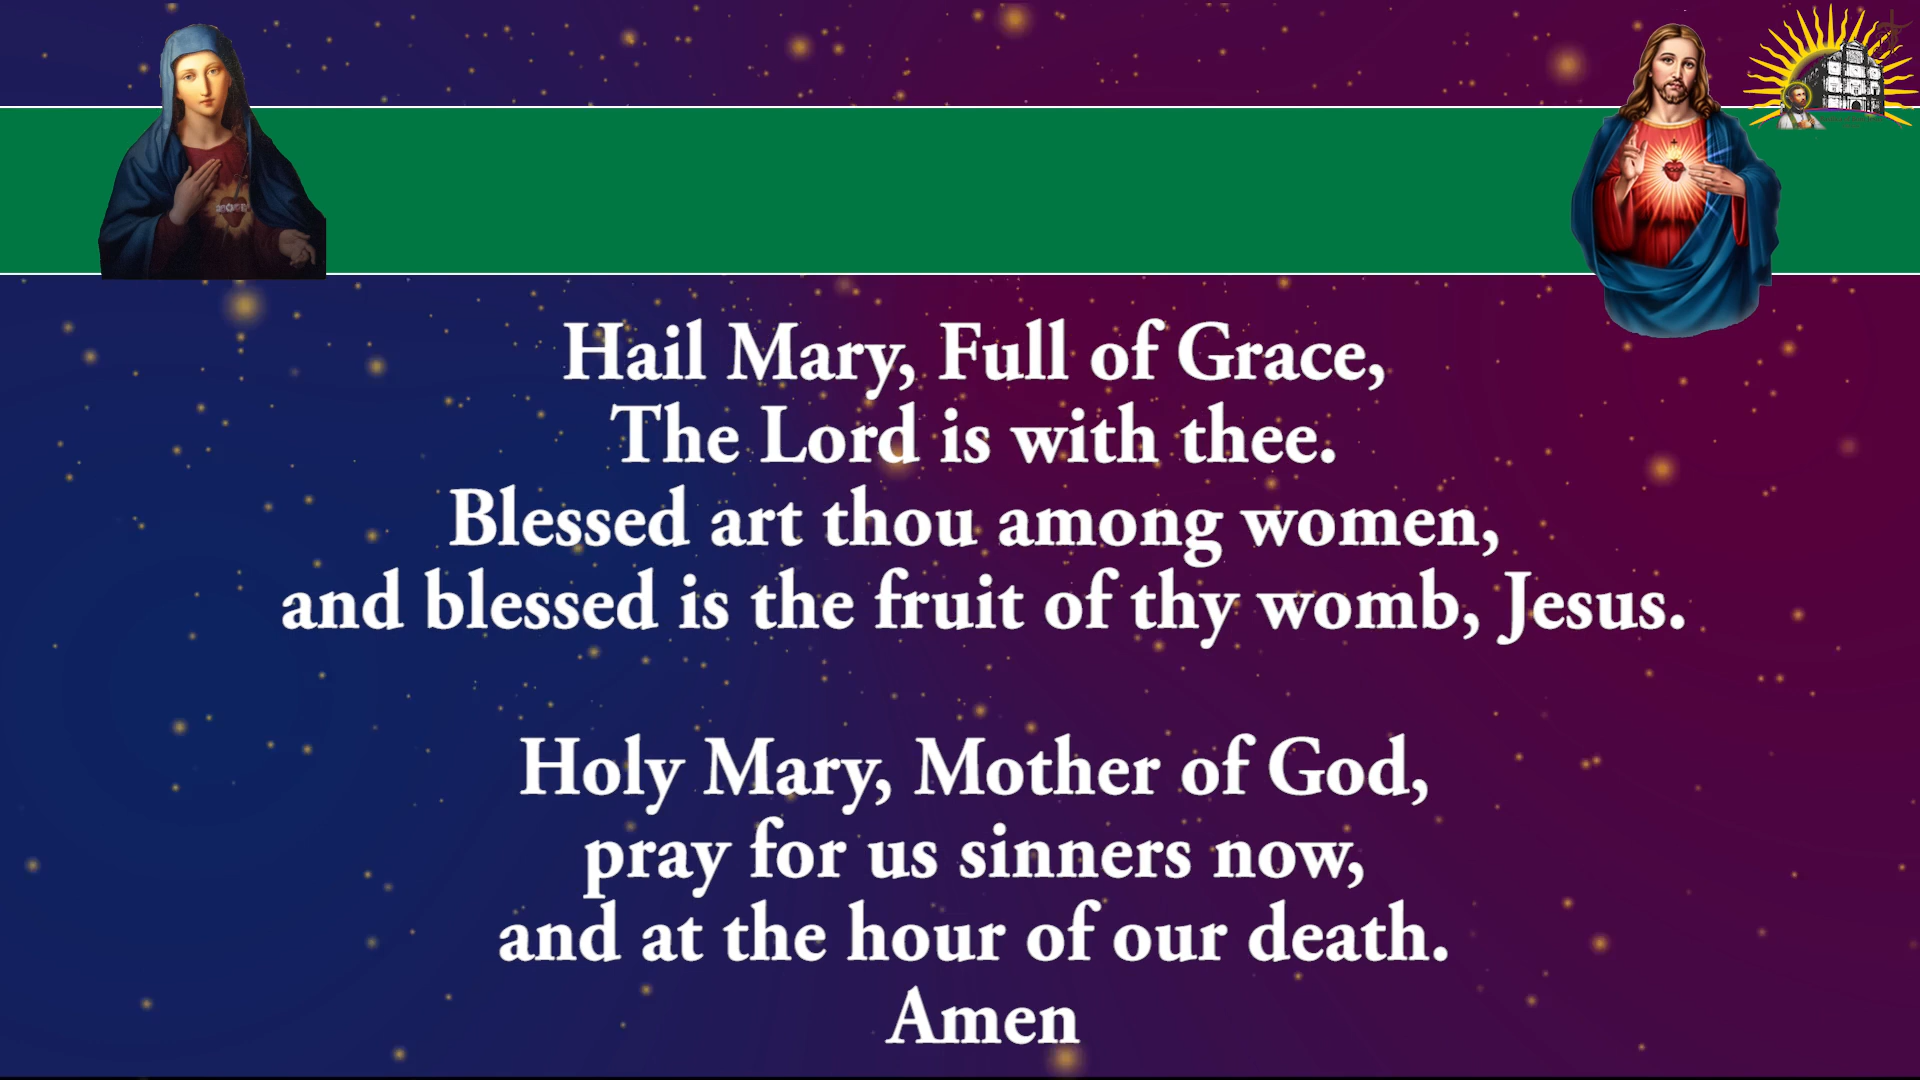 Hail Mary, Full of Grace,
The Lord is with thee.
Blessed art thou among women,
and blessed is the fruit of thy womb, Jesus.
Holy Mary, Mother of God,
pray for us sinners now,
and at the hour of our death.
Amen